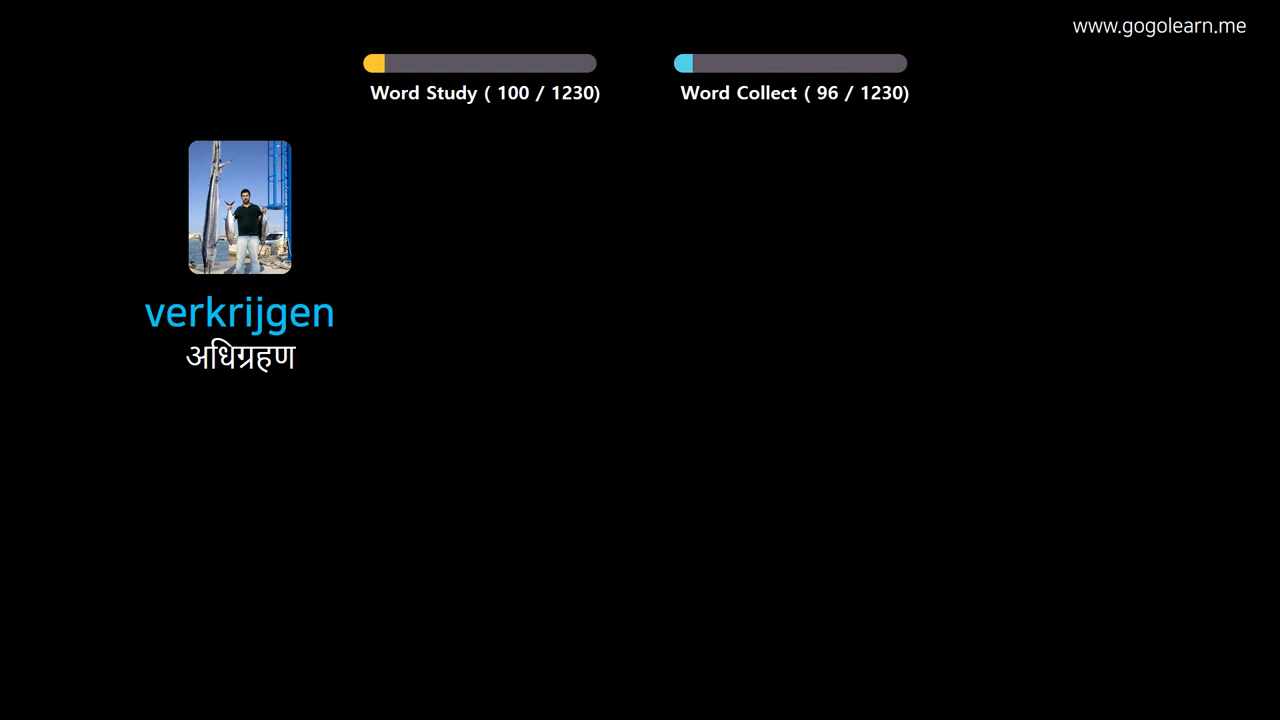 www.gogolearn.me
Word Study ( 100 / 1230)
Word Collect ( 96 / 1230)
verkrijgen
अधिग्रहण